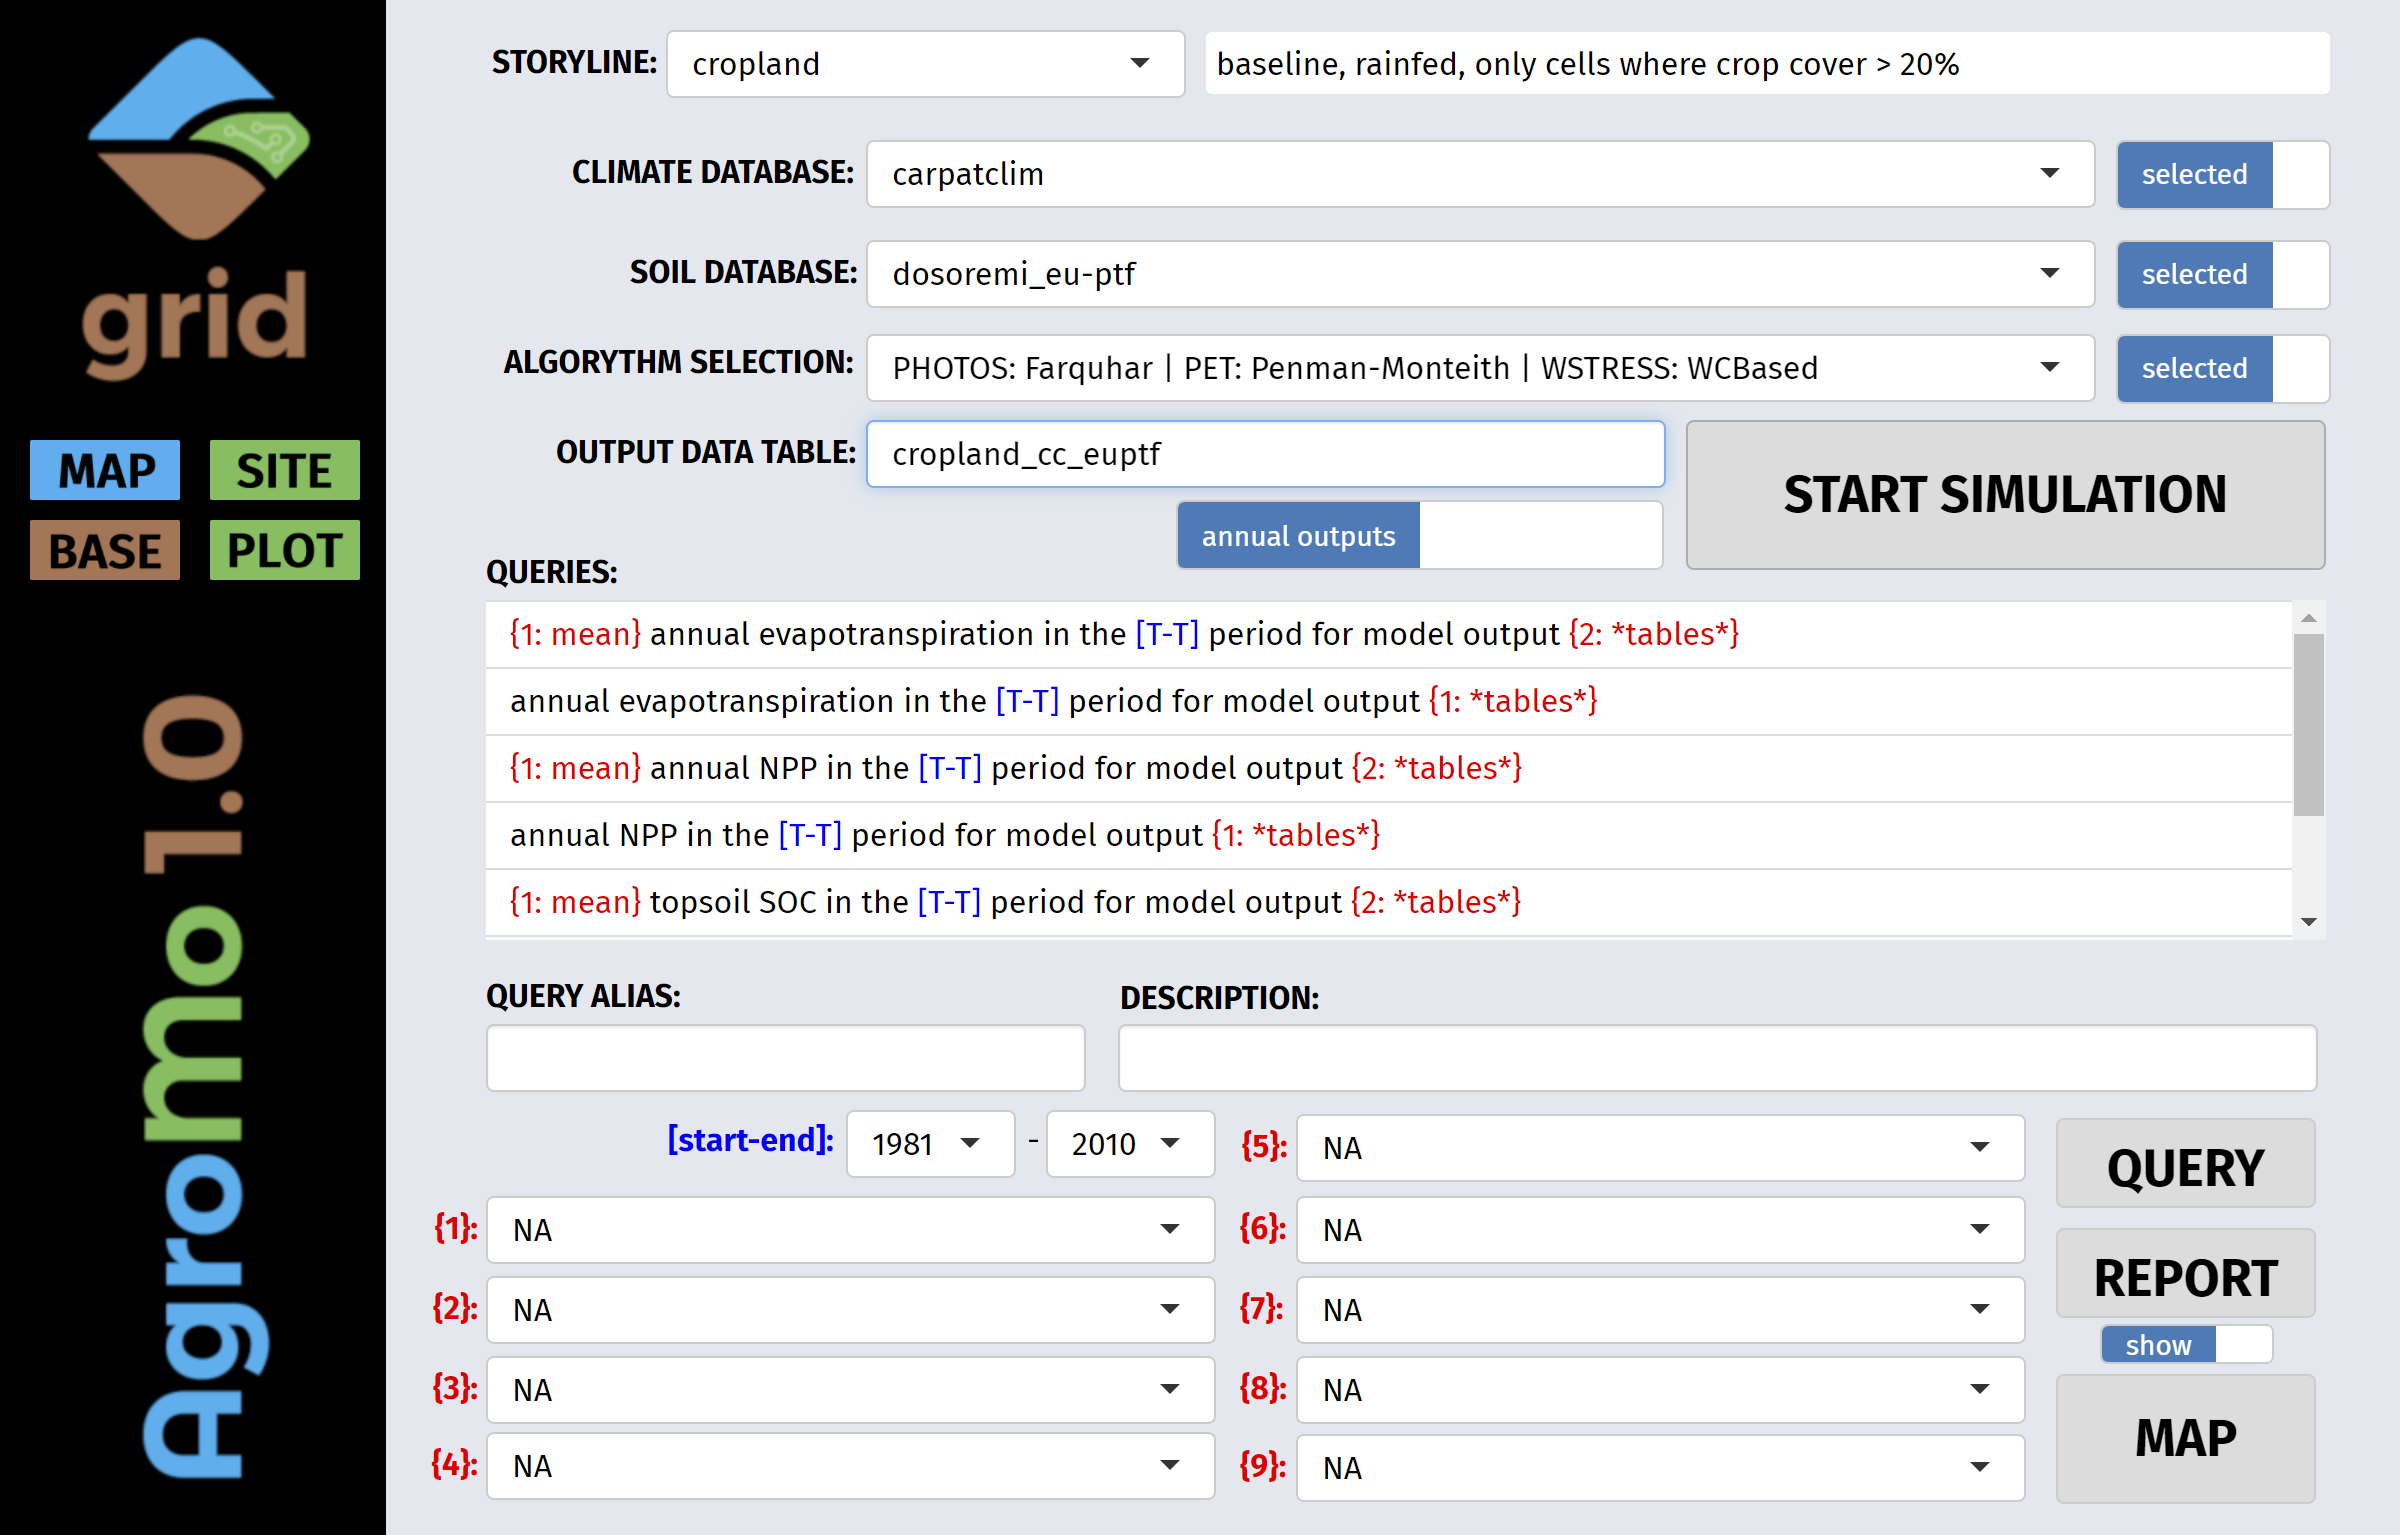 grid
MAP SITE
BASE PLOT
Agromo 1.0
STORYLINE: cropland baseline, rainfed, only cells where crop cover > 20%
CLIMATE DATABASE: carpatclim selected
SOIL DATABASE: dosoremi_eu-ptf selected
ALGORYTHM SELECTION: PHOTOS: Farquhar | PET: Penman-Monteith | WSTRESS: WCBased selected
OUTPUT DATA TABLE: cropland_cc_euptf
START SIMULATION
annual outputs
QUERIES:
{1: mean} annual evapotranspiration in the [T-T] period for model output {2: *tables*}
annual evapotranspiration in the [T-T] period for model output {1: *tables*}
{1: mean} annual NPP in the [T-T] period for model output {2: *tables*}
annual NPP in the [T-T] period for model output {1: *tables*}
{1: mean} topsoil SOC in the [T-T] period for model output {2: *tables*}
QUERY ALIAS: DESCRIPTION:
[start-end]: 1981 - 2010 {5}: NA
QUERY
{1}: NA {6}: NA
{2}: NA {7}: NA
REPORT
show
{3}: NA {8}: NA
{4}: NA {9}: NA
MAP